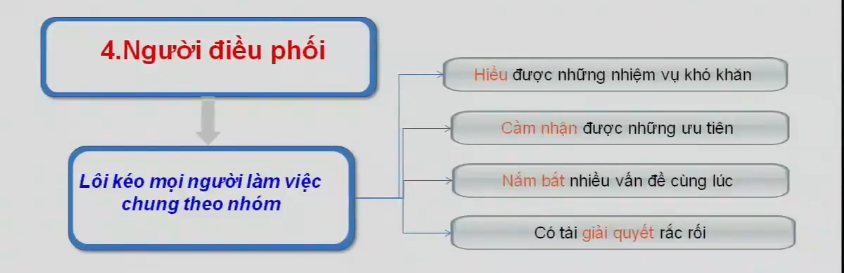 4.Người điều phối
Lôi kéo mọi người làm việc
chung theo nhóm
Hiểu được những nhiệm vụ khó khăn
Cảm nhận được những ưu tiên
Nắm bắt nhiều vấn đề cùng lúc
Có tài giải quyết rắc rối